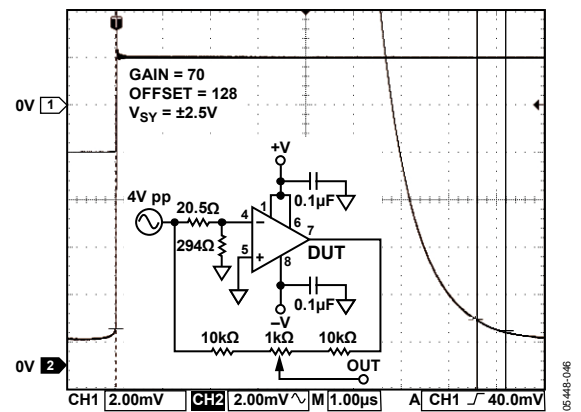 T
GAIN = 70
OFFSET = 128
VSY = ±2.5V
0V 1
+V
0.1µF
4V pp
20.5Ω
4
1
6
7
294Ω
5
8
DUT
0.1µF
−V
10kΩ
1kΩ
10kΩ
OUT
0V 2
CH1 2.00mV CH2 2.00mV M 1.00µs A CH1 40.0mV
05448-046